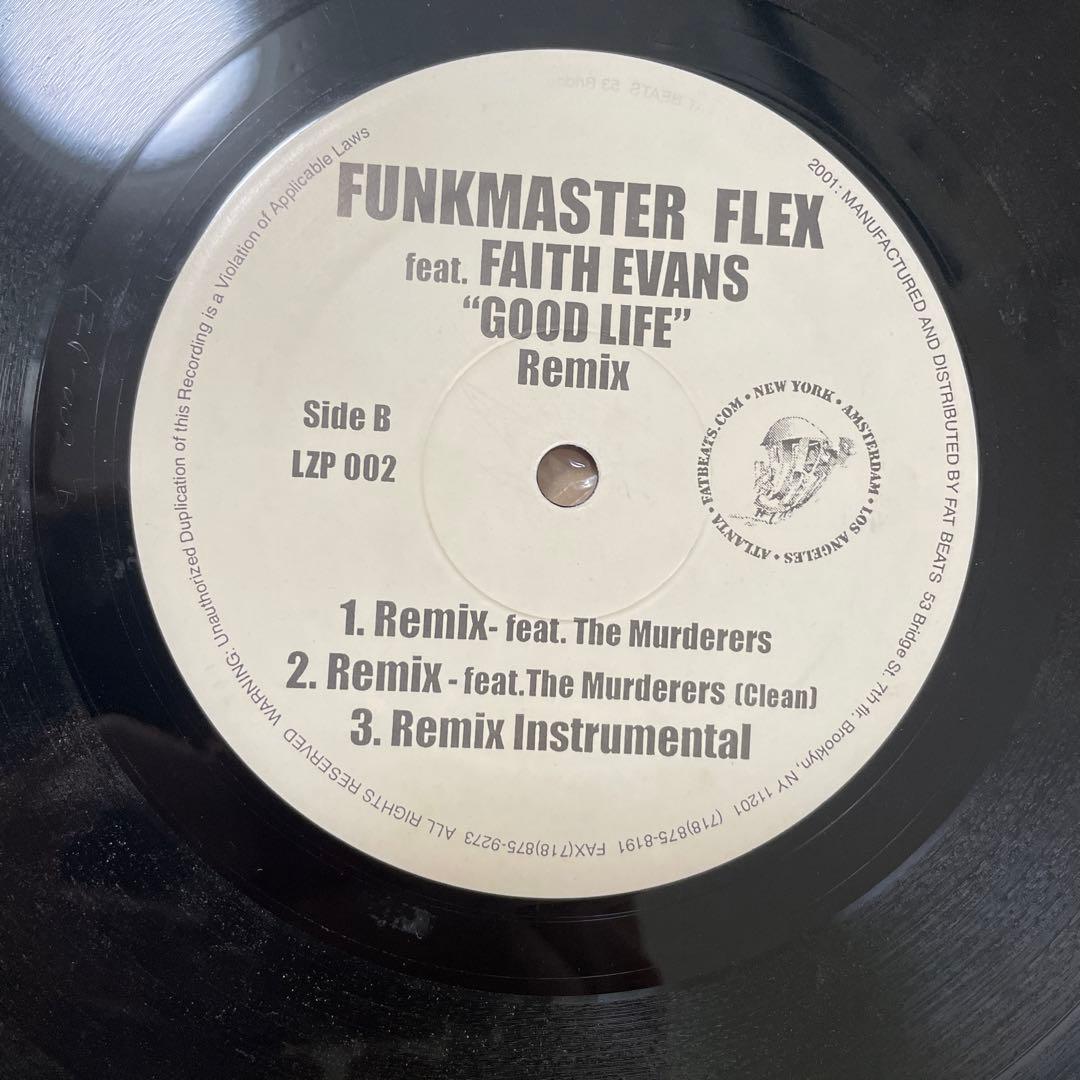 FUNKMASTER FLEX
feat. FAITH EVANS
“GOOD LIFE”
Remix
Side B
LZP 002
• NEW YORK • AMSTERDAM • LOS ANGELES • ATLANTA • FATBEATS.COM
1. Remix- feat. The Murderers
2. Remix - feat.The Murderers (Clean)
3. Remix Instrumental
2001: MANUFACTURED AND DISTRIBUTED BY FAT BEATS 53 Bridge St. 7th flr. Brooklyn, NY 11201 (718)875-8191 FAX(718)875-9273 ALL RIGHTS RESERVED WARNING: Unauthorized Duplication of this Recording is a Violation of Applicable Laws